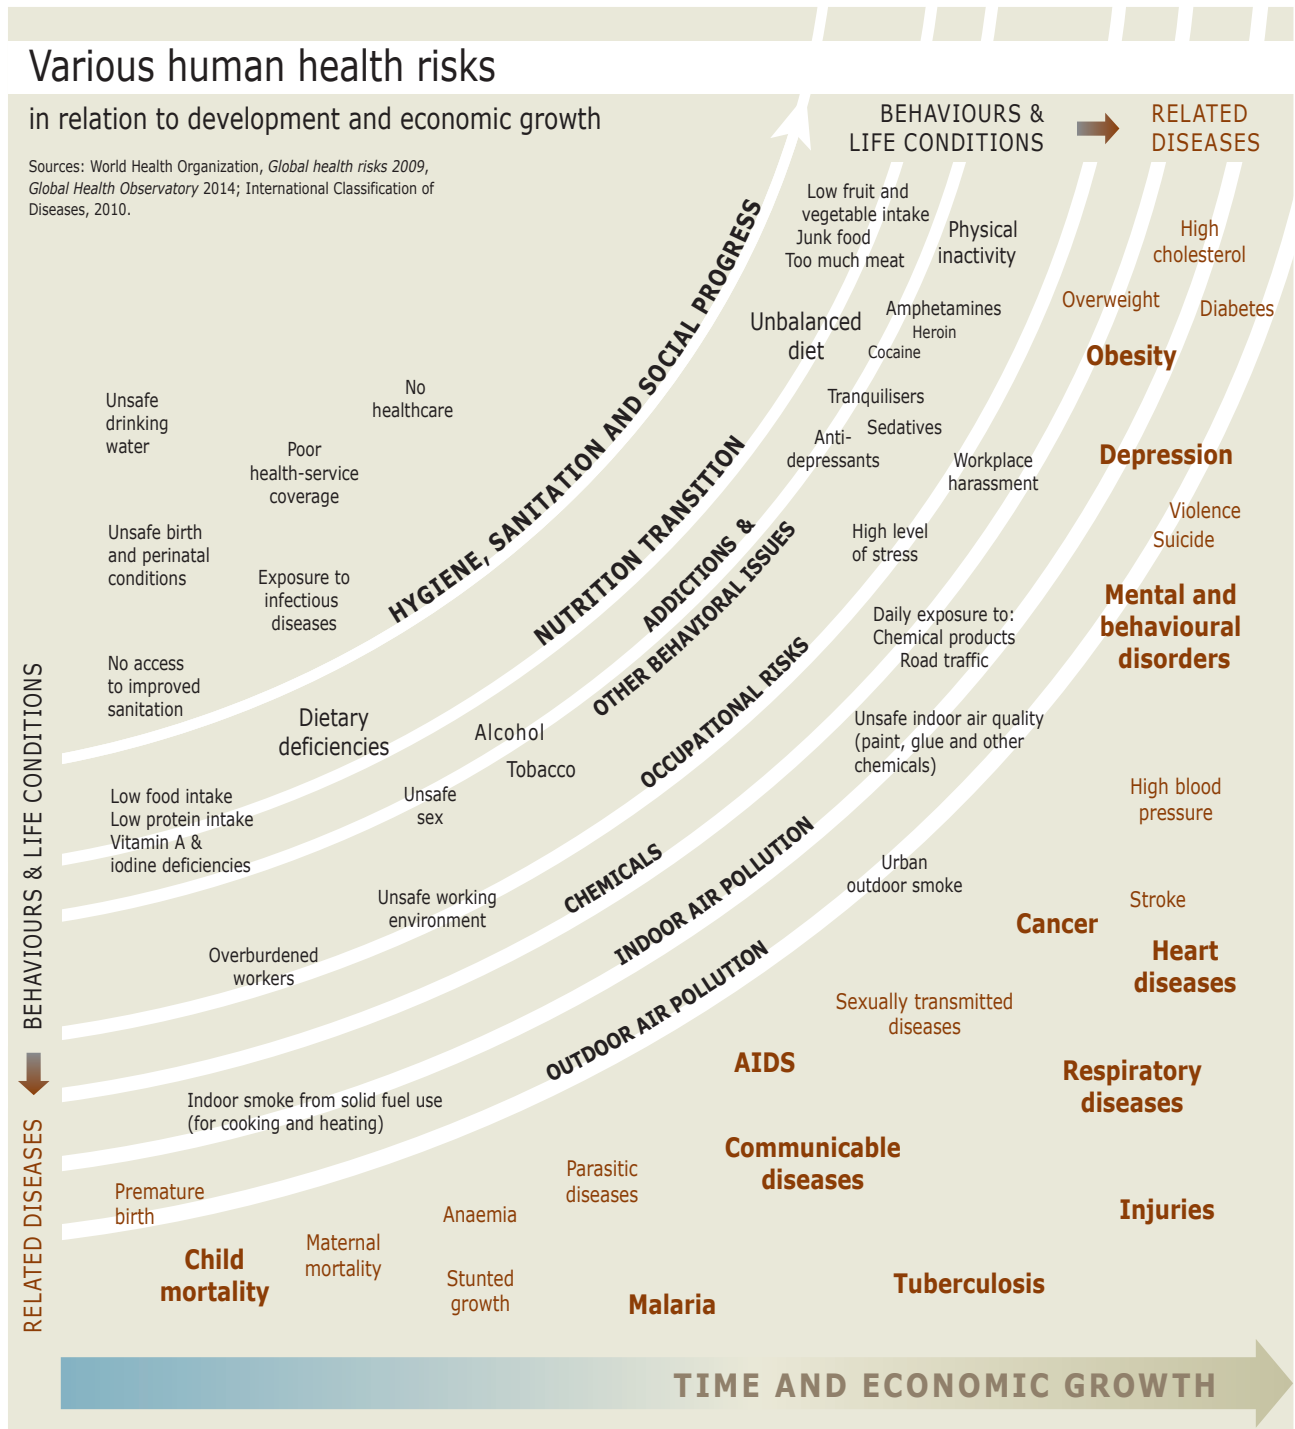 Various human health risks
in relation to development and economic growth
Sources: World Health Organization, Global health risks 2009,
Global Health Observatory 2014; International Classification of
Diseases, 2010.
BEHAVIOURS &
LIFE CONDITIONS
RELATED
DISEASES
Low fruit and
vegetable intake
Junk food
Too much meat
Physical
inactivity
High
cholesterol
Overweight
Diabetes
Obesity
Unbalanced
diet
Amphetamines
Heroin
Cocaine
Tranquilisers
Sedatives
Anti-
depressants
Workplace
harassment
Depression
Violence
Suicide
High level
of stress
Mental and
behavioural
disorders
Daily exposure to:
Chemical products
Road traffic
Unsafe indoor air quality
(paint, glue and other
chemicals)
High blood
pressure
Urban
outdoor smoke
Stroke
Cancer
Heart
diseases
Sexually transmitted
diseases
AIDS
Respiratory
diseases
Communicable
diseases
Injuries
Tuberculosis
HYGIENE, SANITATION AND SOCIAL PROGRESS
NUTRITION TRANSITION
ADDICTIONS &
OTHER BEHAVIORAL ISSUES
OCCUPATIONAL RISKS
CHEMICALS
INDOOR AIR POLLUTION
OUTDOOR AIR POLLUTION
Unsafe
drinking
water
No
healthcare
Poor
health-service
coverage
Unsafe birth
and perinatal
conditions
Exposure to
infectious
diseases
No access
to improved
sanitation
Dietary
deficiencies
Alcohol
Tobacco
Unsafe
sex
Low food intake
Low protein intake
Vitamin A &
iodine deficiencies
Unsafe working
environment
Overburdened
workers
Indoor smoke from solid fuel use
(for cooking and heating)
Premature
birth
Child
mortality
Maternal
mortality
Anaemia
Stunted
growth
Parasitic
diseases
Malaria
BEHAVIOURS & LIFE CONDITIONS
RELATED DISEASES
TIME AND ECONOMIC GROWTH